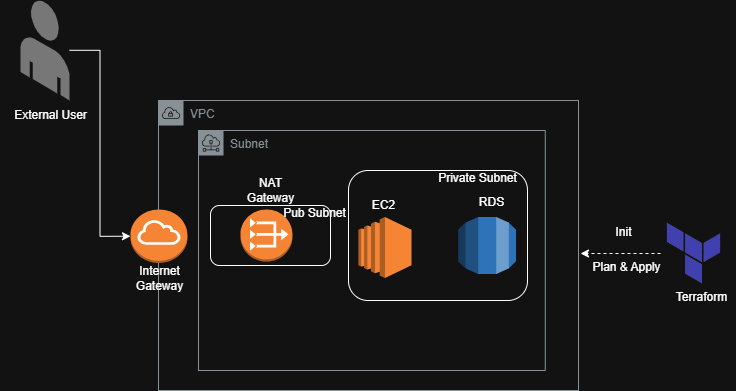 External User
VPC
Subnet
NAT
Gateway
Pub Subnet
Private Subnet
EC2
RDS
Internet
Gateway
Init
Plan & Apply
Terraform